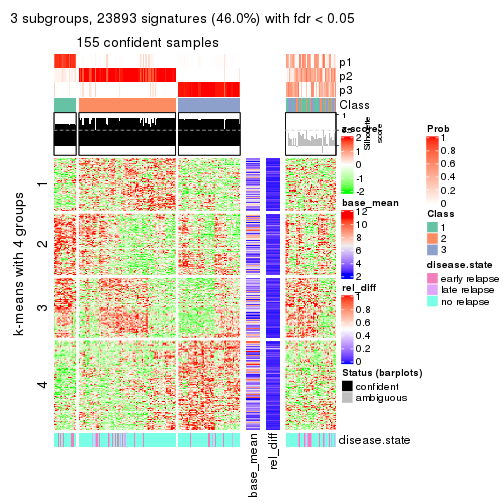 3 subgroups, 23893 signatures (46.0%) with fdr < 0.05
155 confident samples
p1
p2
p3
Class
1
Silhouette
score
z-score
2
1
0
-1
-2
base_mean
12
10
8
6
4
2
rel_diff
1
0.8
0.6
0.4
0.2
0
Status (barplots)
confident
ambiguous
Prob
1
0.8
0.6
0.4
0.2
0
Class
1
2
3
disease.state
early relapse
late relapse
no relapse
k-means with 4 groups
1
2
3
4
disease.state
base_mean
rel_diff